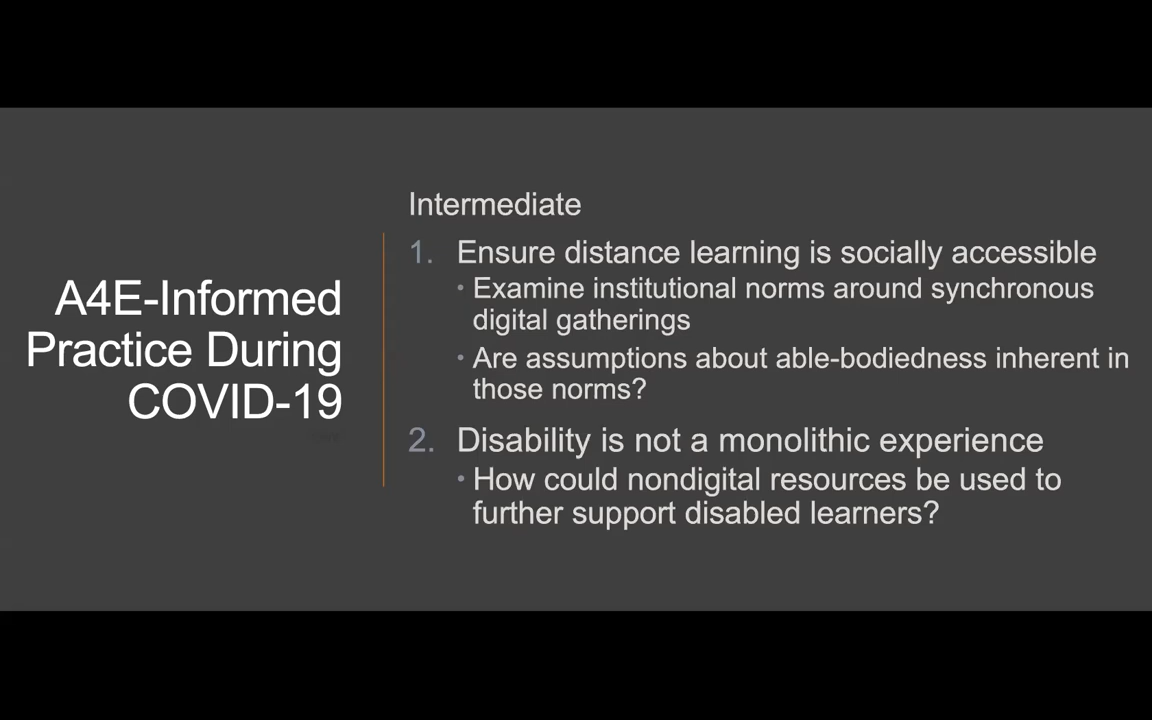 A4E-Informed
Practice During
COVID-19
Intermediate
1. Ensure distance learning is socially accessible
• Examine institutional norms around synchronous
digital gatherings
• Are assumptions about able-bodiedness inherent in
those norms?
2. Disability is not a monolithic experience
• How could nondigital resources be used to
further support disabled learners?